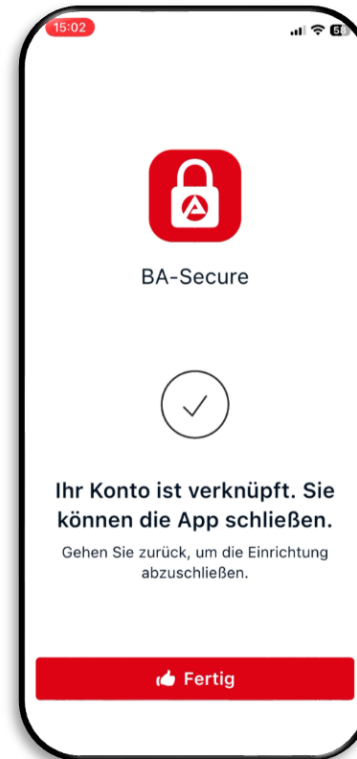 15:02
BA-Secure
Ihr Konto ist verknüpft. Sie
können die App schließen.
Gehen Sie zurück, um die Einrichtung
abzuschließen.
Fertig